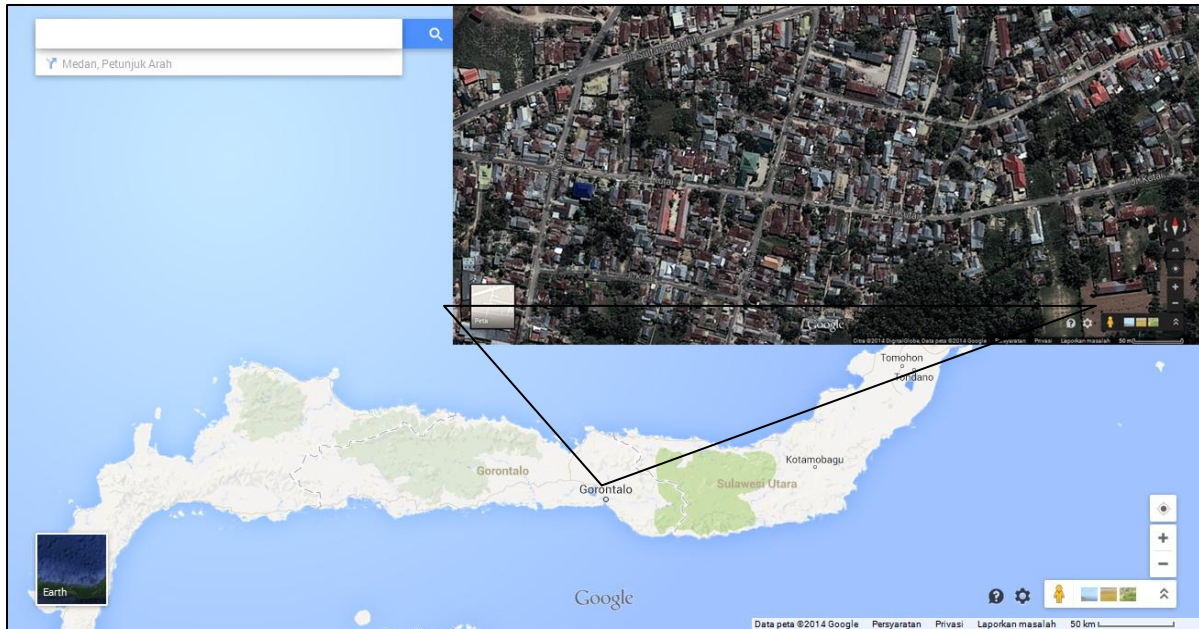 Medan, Petunjuk Arah
Peta
Google
Citra ©2014 DigitalGlobe, Data peta ©2014 Google Persyaratan Privasi Laporkan masalah 50 m
Tomohon
Tondano
Kotamobagu
Gorontalo
Sulawesi Utara
Gorontalo
Earth
Google
Data peta ©2014 Google Persyaratan Privasi Laporkan masalah 50 km